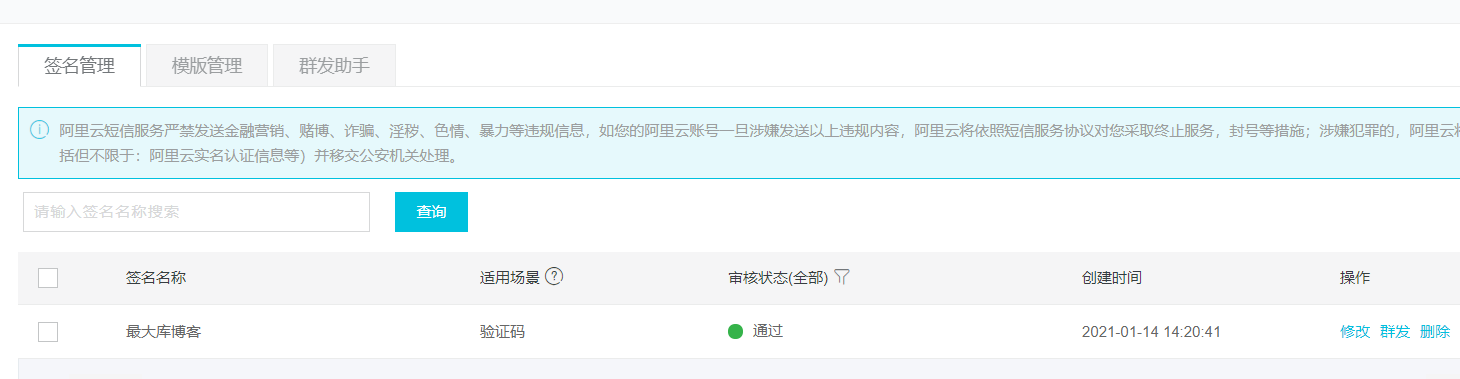 签名管理 模版管理 群发助手
阿里云短信服务严禁发送金融营销、赌博、诈骗、淫秽、色情、暴力等违规信息，如您的阿里云账号一旦涉嫌发送以上违规内容，阿里云将依照短信服务协议对您采取终止服务，封号等措施；涉嫌犯罪的，阿里云将
括但不限于：阿里云实名认证信息等）并移交公安机关处理。
请输入签名名称搜索 查询
签名名称 适用场景 ? 审核状态(全部) 创建时间 操作
最大库博客 验证码 通过 2021-01-14 14:20:41 修改 群发 删除